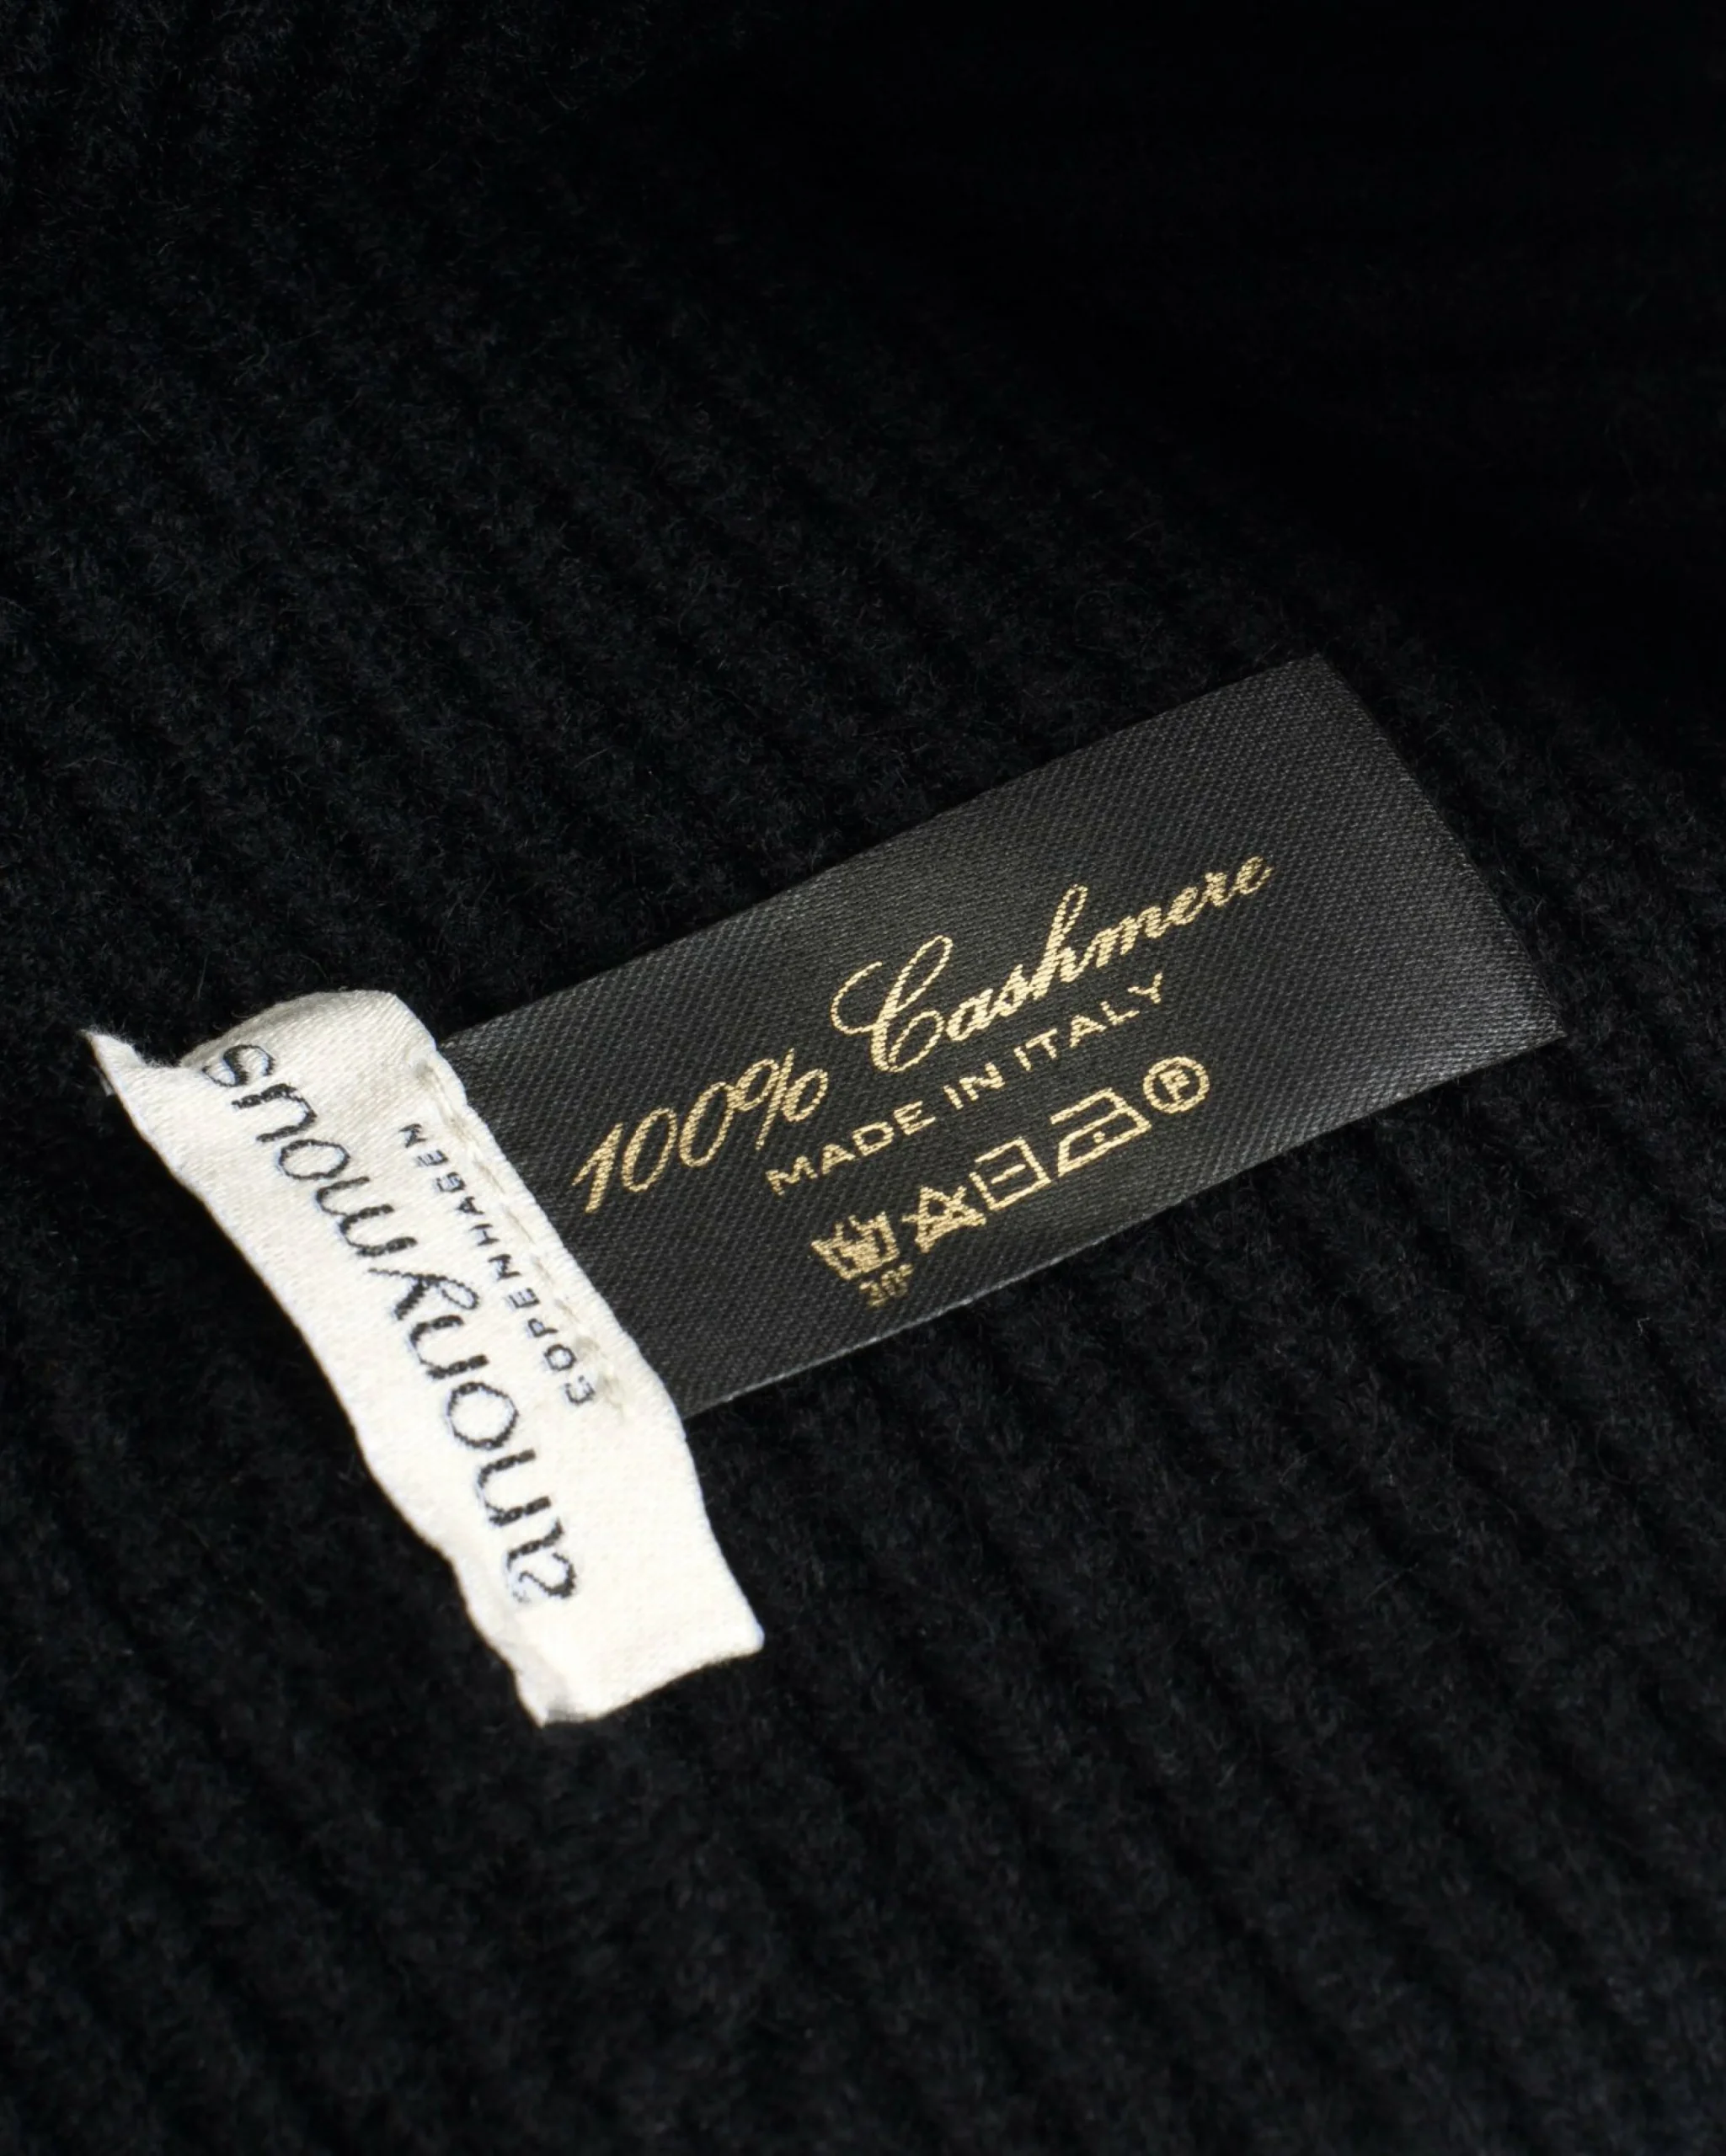 anonymous
COPENHAGEN
100% Cashmere
MADE IN ITALY
P
30°